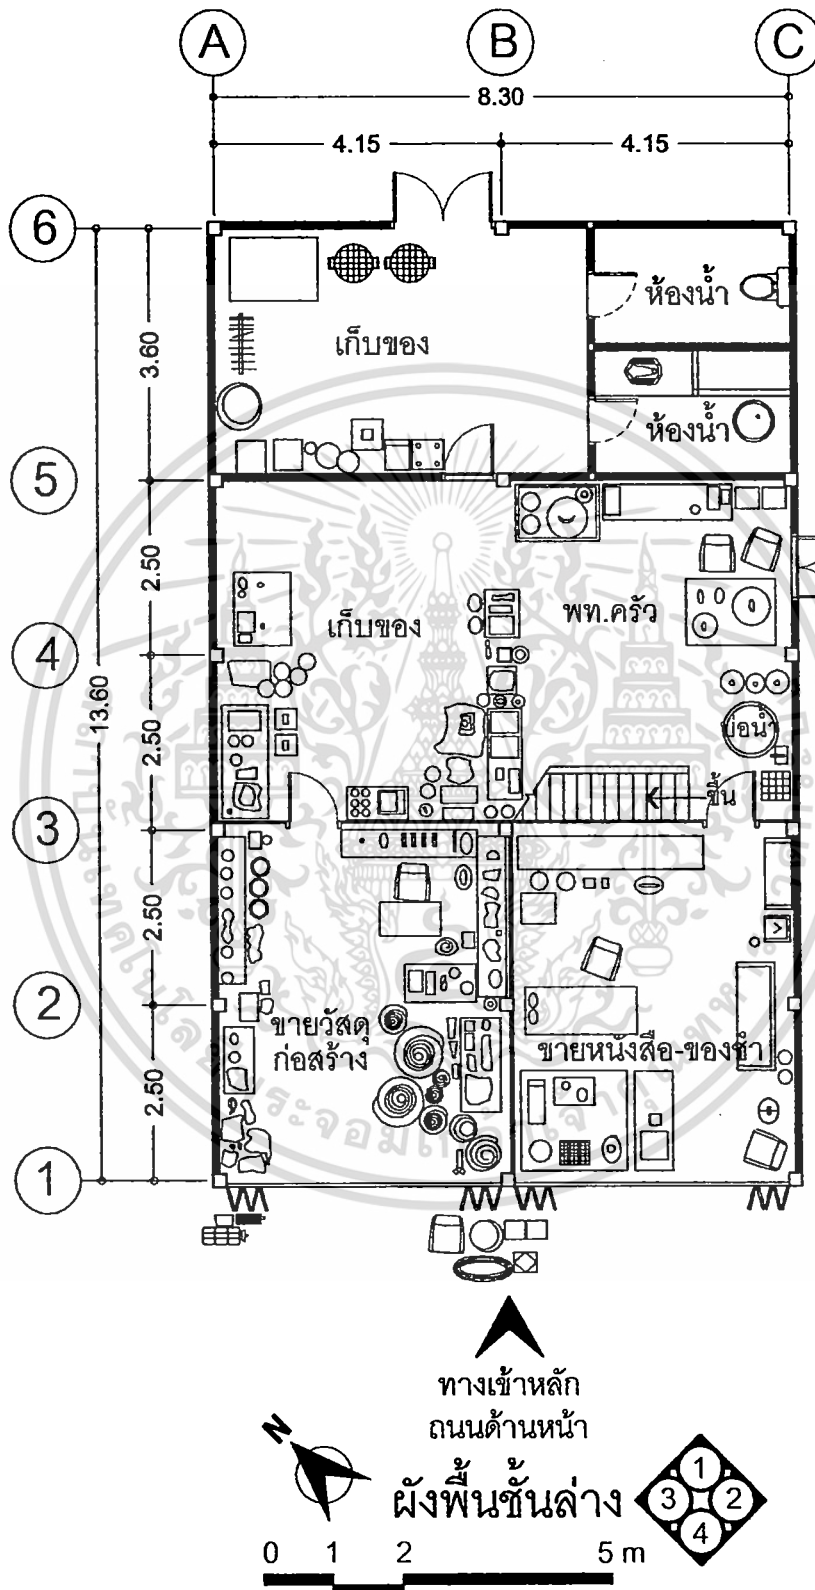 A B C
8.30
4.15 4.15
6
ห้องน้ำ
เก็บของ
3.60
ห้องน้ำ
5
2.50
เก็บของ
พท.ครัว
4
13.60
บ่อน้ำ
2.50
ขึ้น
3
2.50
2
ขายวัสดุ
ก่อสร้าง
ขายหนังสือ-ของชำ
2.50
1
ทางเข้าหลัก
ถนนด้านหน้า
N
ผังพื้นชั้นล่าง
1
3 2
4
0 1 2 5 m